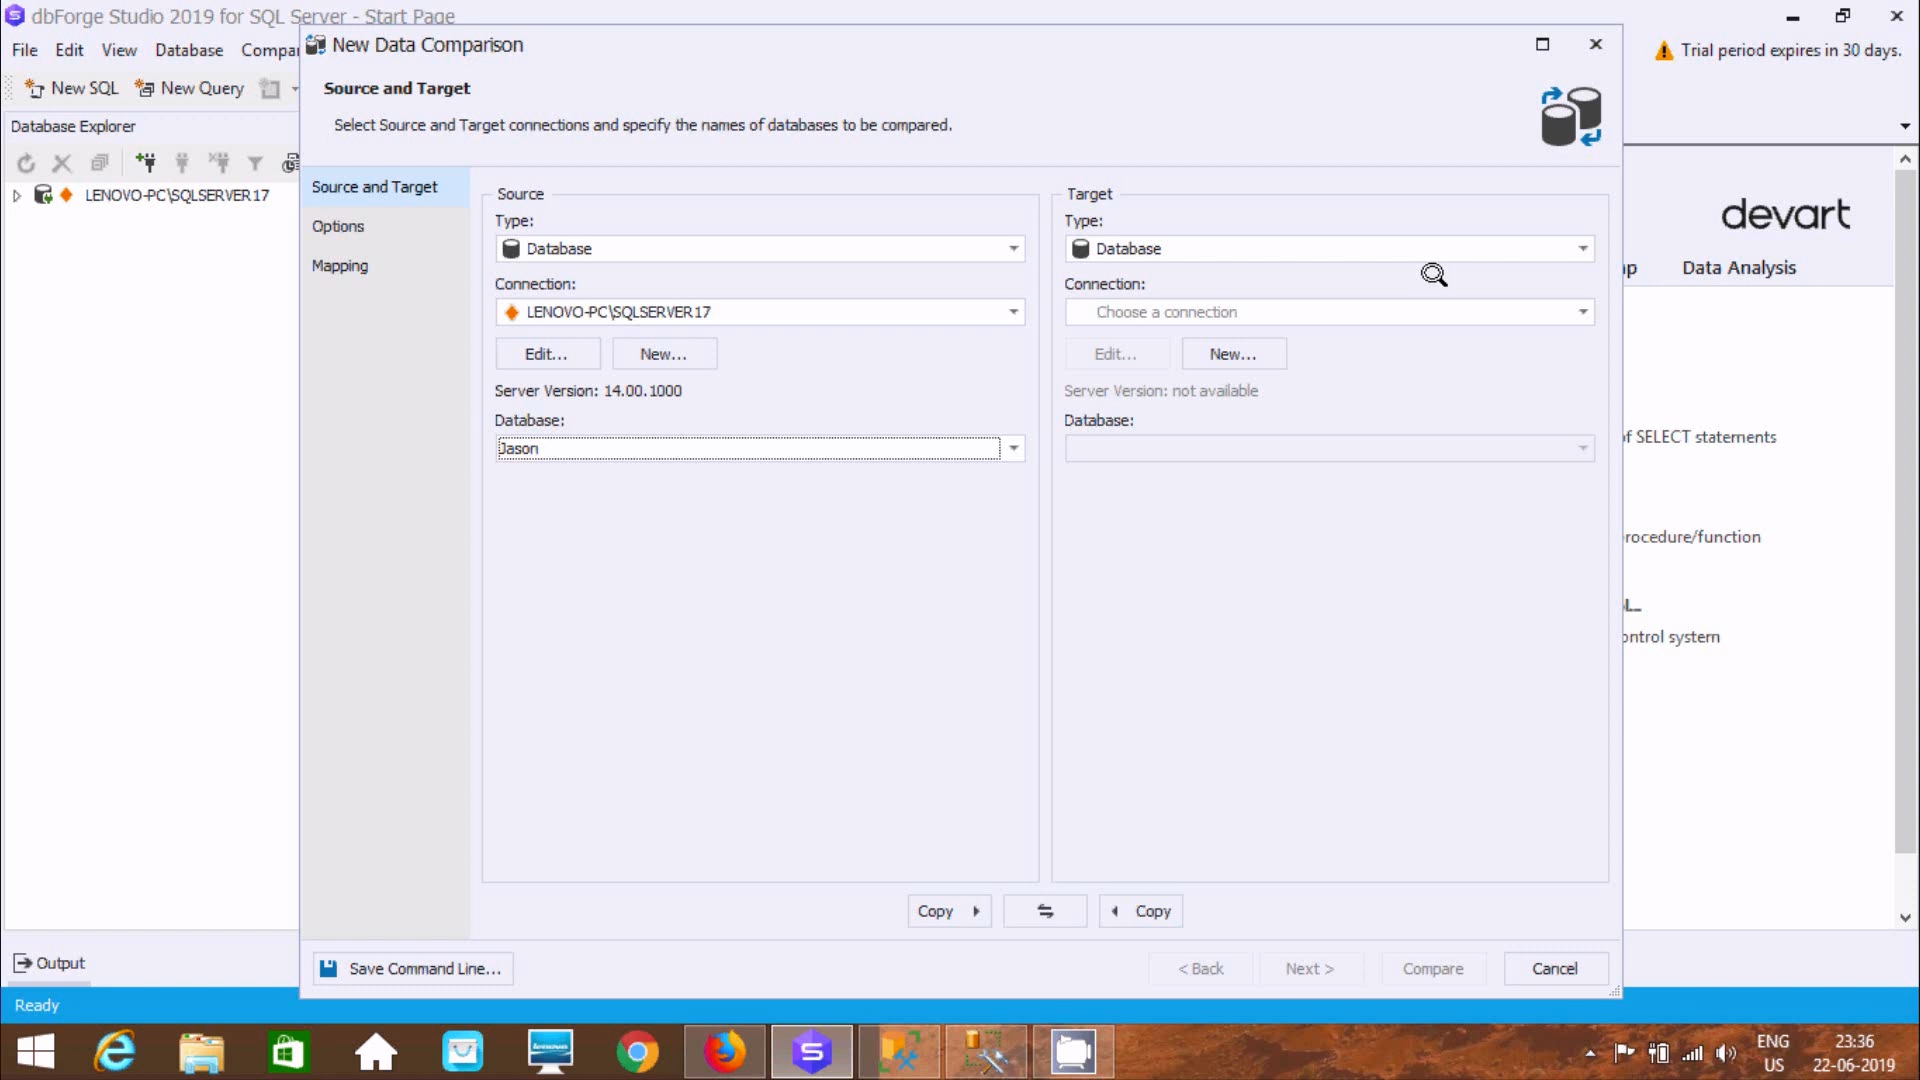 dbForge Studio 2019 for SQL Server - Start Page
File Edit View Database Compar
Trial period expires in 30 days.
New SQL New Query
Database Explorer
LENOVO-PC\SQLSERVER17
New Data Comparison
Source and Target
Select Source and Target connections and specify the names of databases to be compared.
Source and Target
Options
Mapping
Source
Type:
Database
Connection:
LENOVO-PC\SQLSERVER17
Edit... New...
Server Version: 14.00.1000
Database:
Jason
Target
Type:
Database
Connection:
Choose a connection
Edit... New...
Server Version: not available
Database:
Copy Copy
Save Command Line...
< Back Next > Compare Cancel
devart
Data Analysis
of SELECT statements
rocedure/function
ontrol system
Output
Ready
S
lenovo
S
ENG
US
23:36
22-06-2019